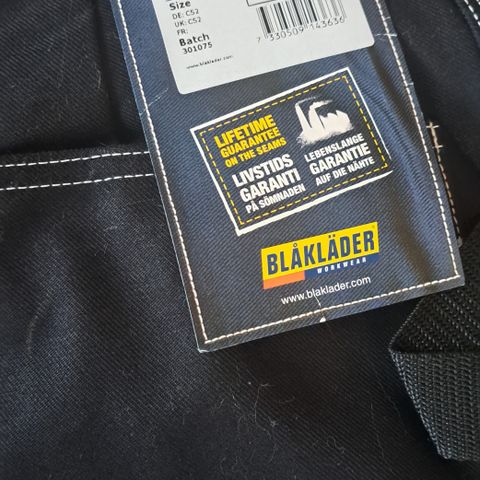 Size
DE: C52
UK: C52
FR:
Batch
301075
7 330509 143636
www.blaklader.com
LIFETIME
GUARANTEE
ON THE SEAMS
LIVSTIDS
GARANTI
PÅ SÖMNADEN
LEBENSLANGE
GARANTIE
AUF DIE NÄHTE
BLÅKLÄDER
WORKWEAR
www.blaklader.com